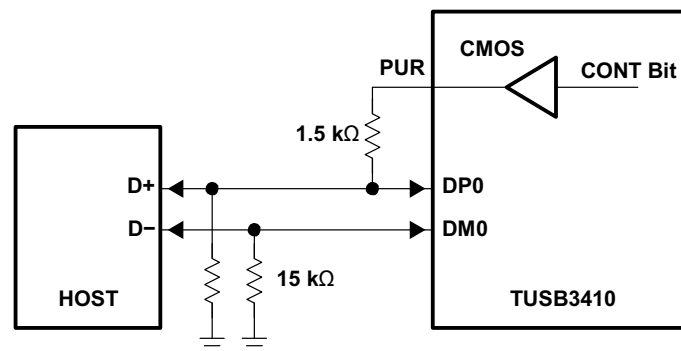 CMOS
PUR
CONT Bit
1.5 kΩ
D+
DP0
D−
DM0
15 kΩ
HOST
TUSB3410